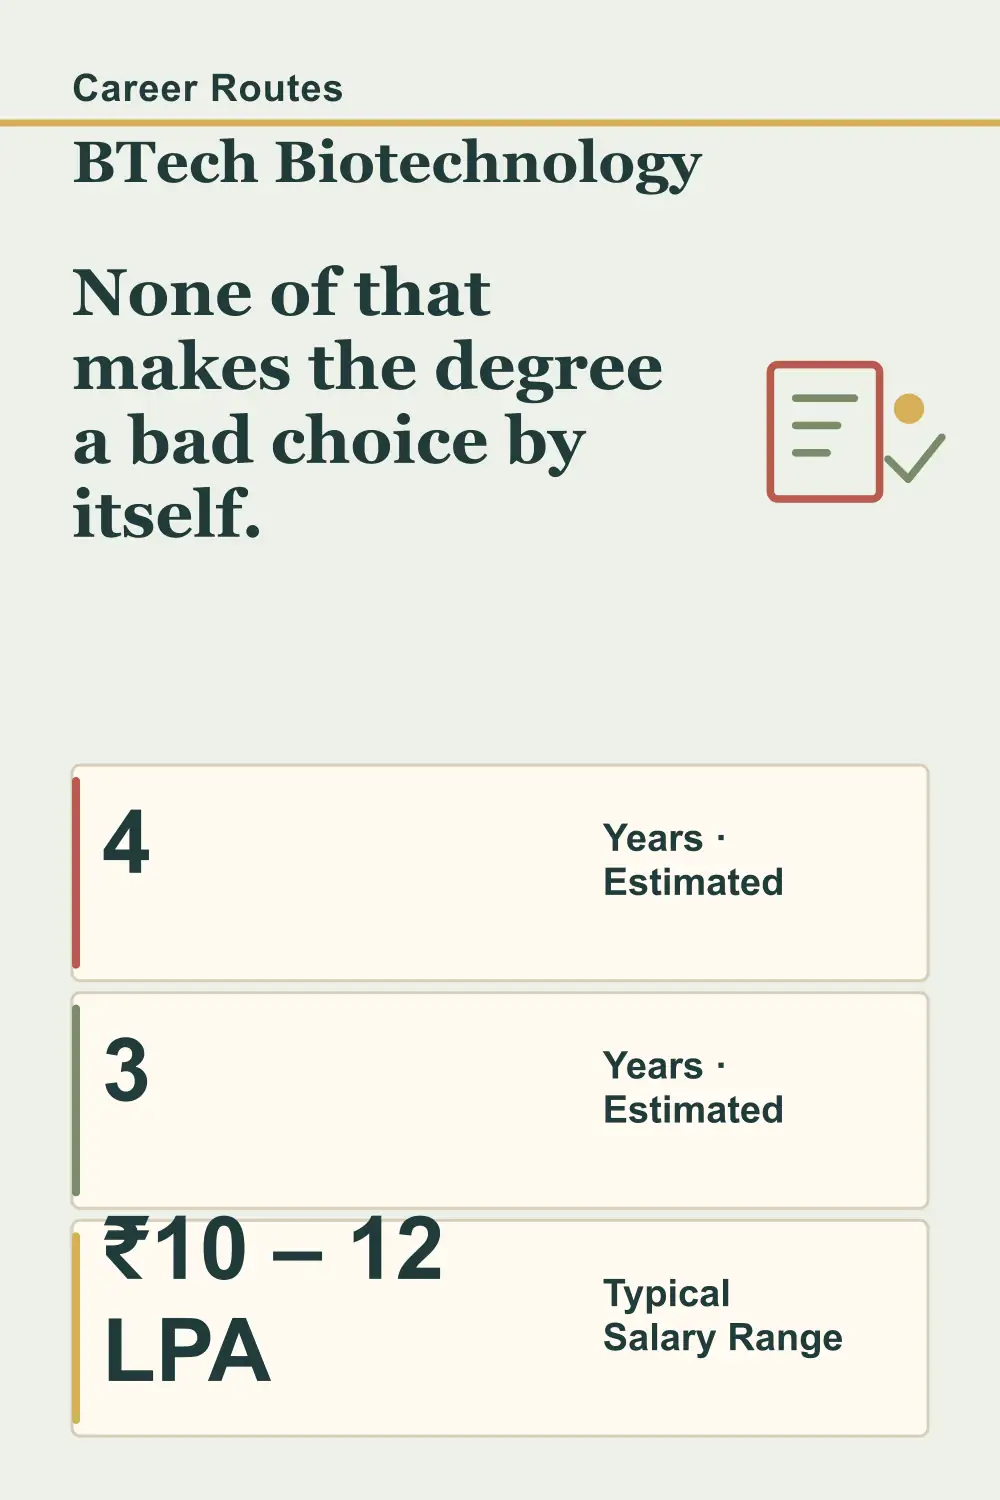 Career Routes
BTech Biotechnology
None of that
makes the degree
a bad choice by
itself.
4
Years ·
Estimated
3
Years ·
Estimated
₹10 – 12
LPA
Typical
Salary Range